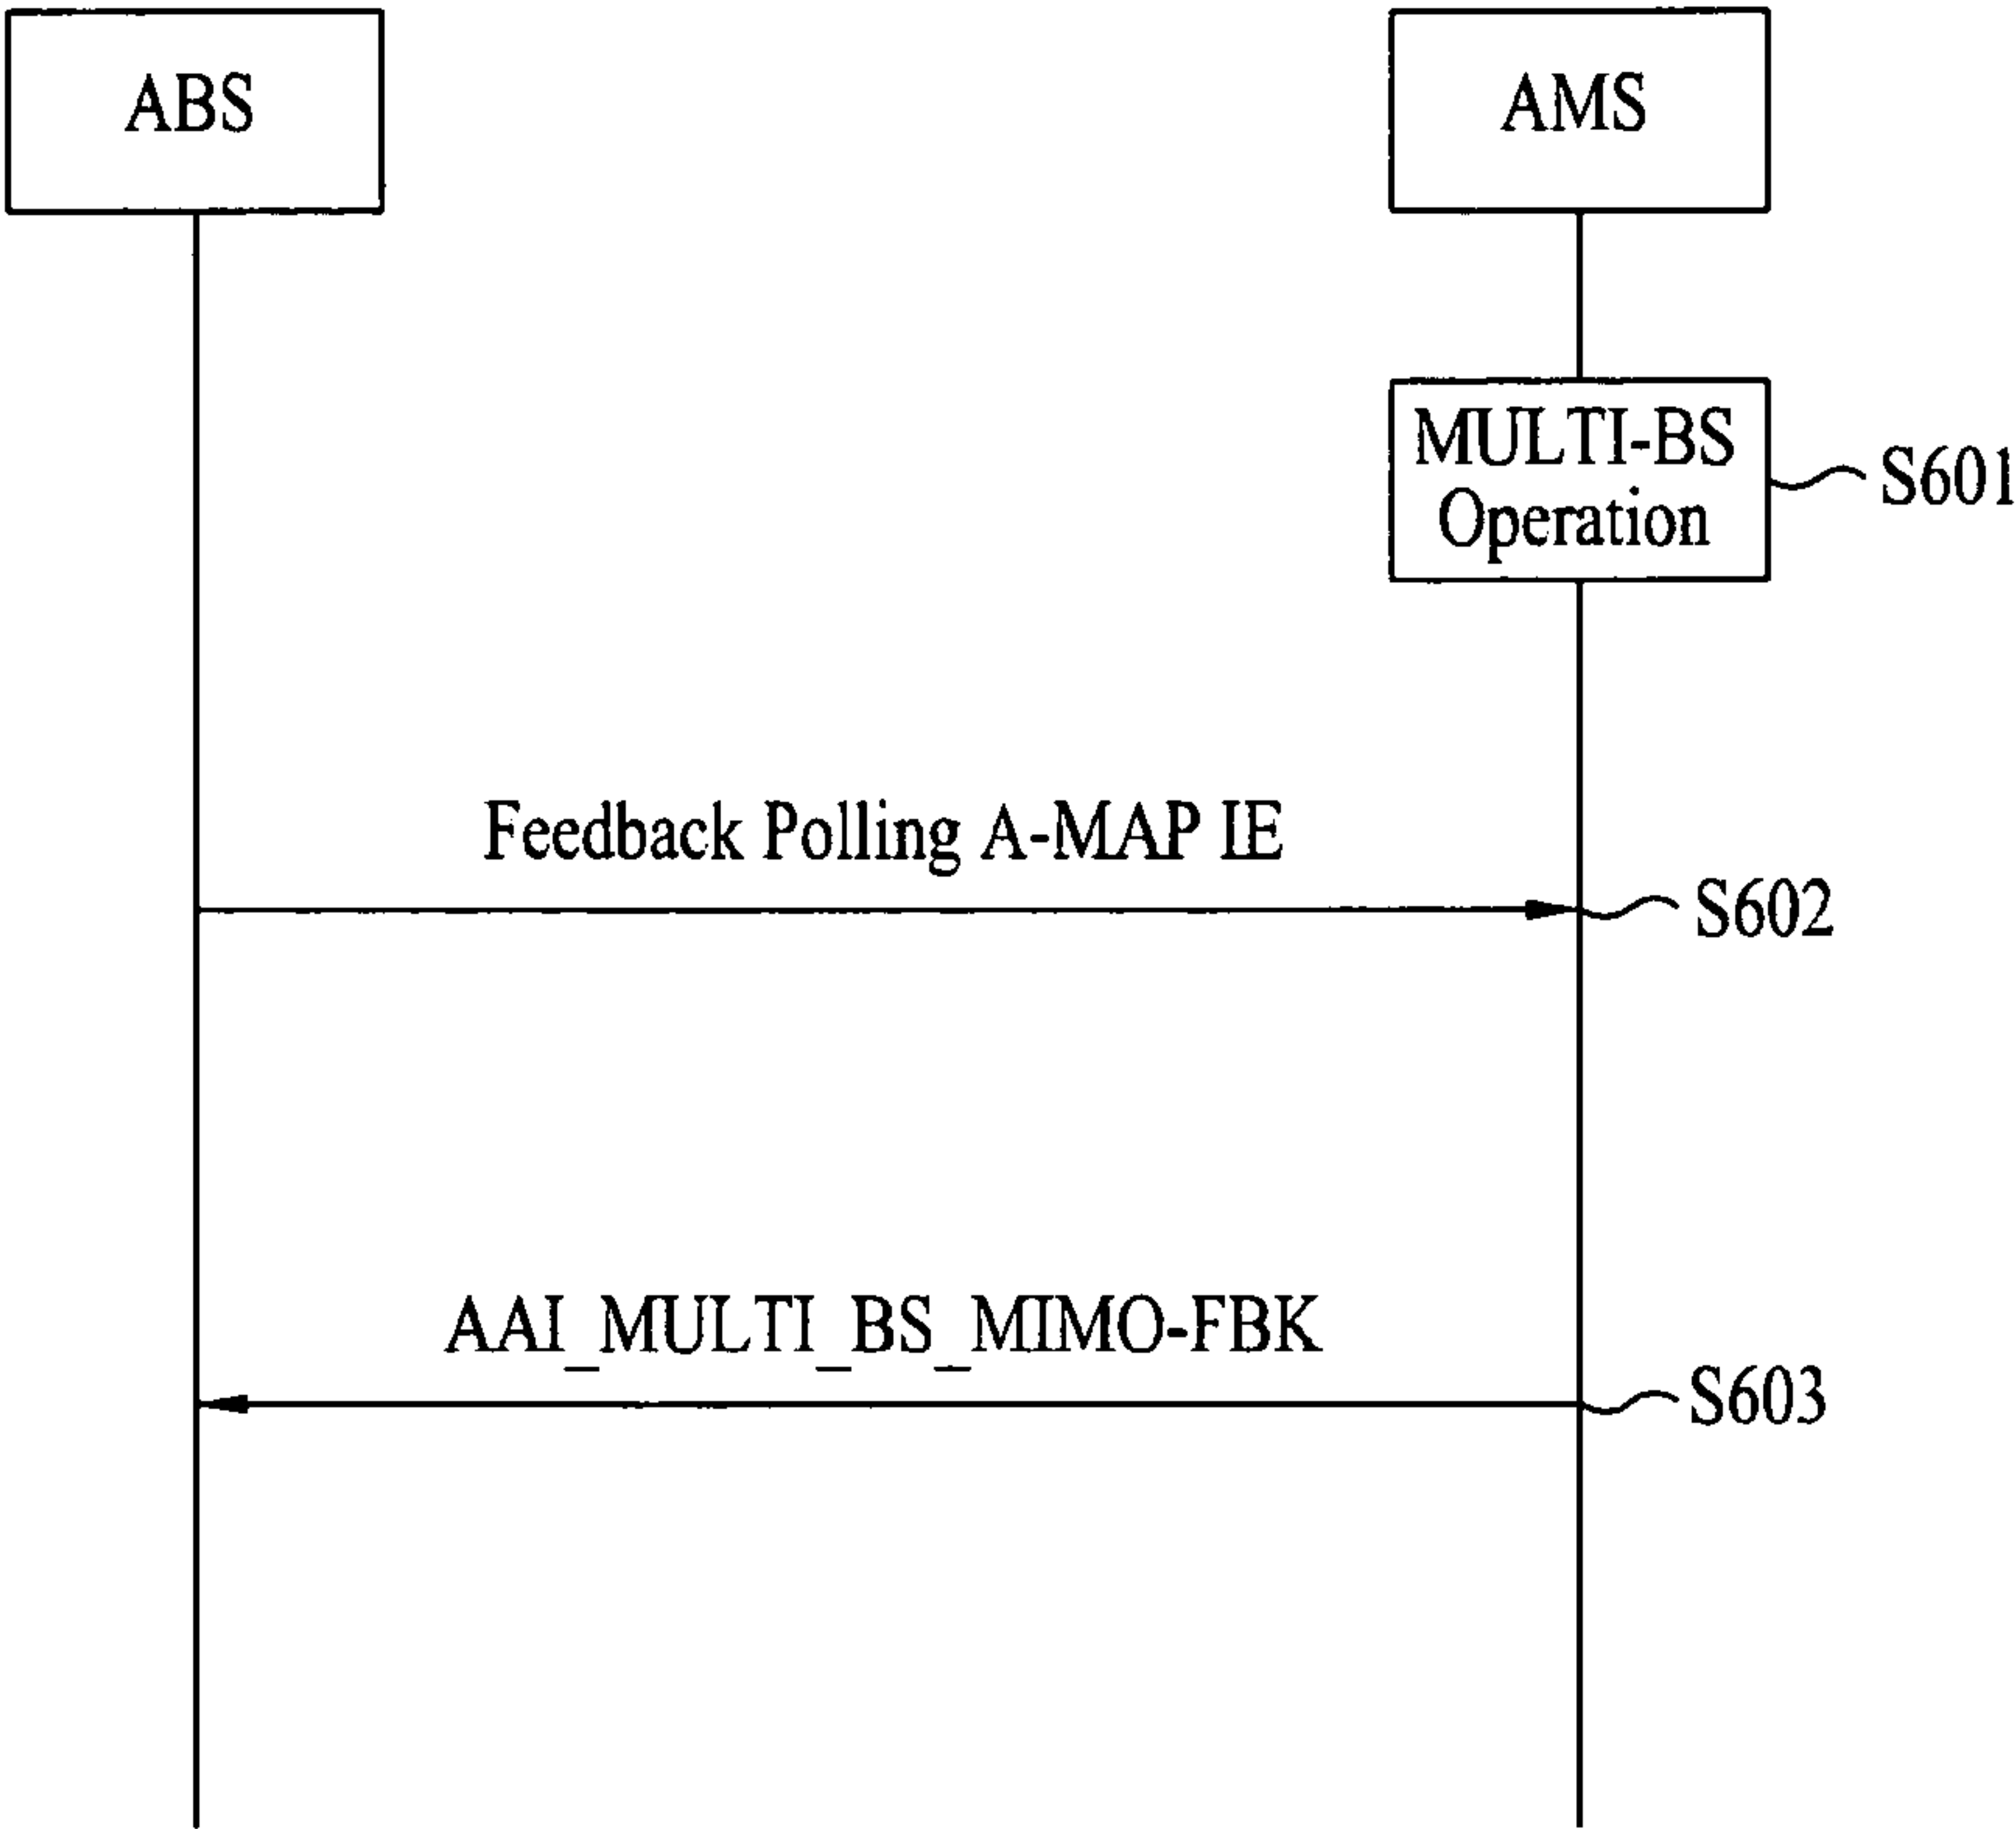 ABS
AMS
MULTI-BS
Operation
S601
Feedback Polling A-MAP IE
S602
AAI_MULTI_BS_MIMO-FBK
S603